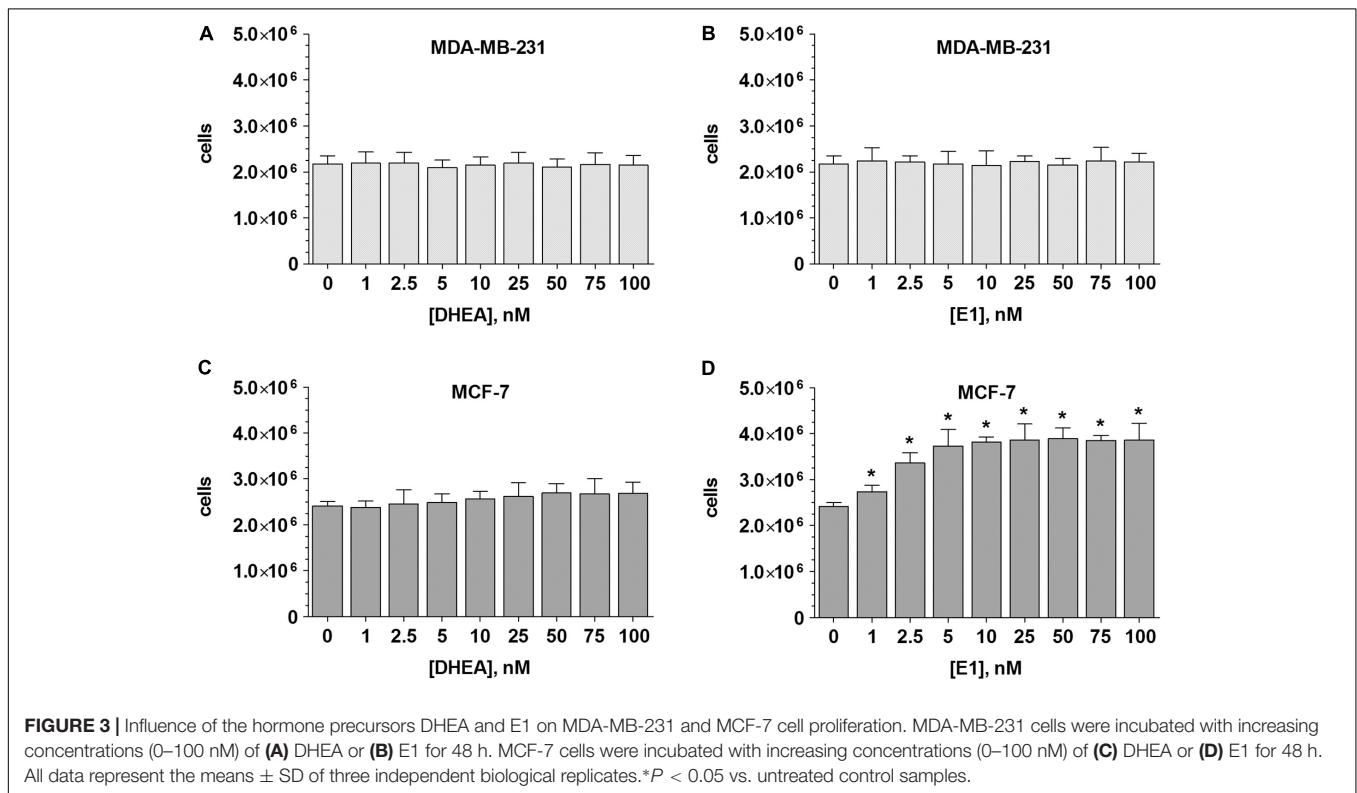 A
MDA-MB-231
5.0×10⁶
4.0×10⁶
3.0×10⁶
2.0×10⁶
1.0×10⁶
0
cells
0 1 2.5 5 10 25 50 75 100
[DHEA], nM
B
MDA-MB-231
5.0×10⁶
4.0×10⁶
3.0×10⁶
2.0×10⁶
1.0×10⁶
0
cells
0 1 2.5 5 10 25 50 75 100
[E1], nM
C
MCF-7
5.0×10⁶
4.0×10⁶
3.0×10⁶
2.0×10⁶
1.0×10⁶
0
cells
0 1 2.5 5 10 25 50 75 100
[DHEA], nM
D
MCF-7
5.0×10⁶
4.0×10⁶
3.0×10⁶
2.0×10⁶
1.0×10⁶
0
cells
* * * * * * * *
0 1 2.5 5 10 25 50 75 100
[E1], nM
FIGURE 3 | Influence of the hormone precursors DHEA and E1 on MDA-MB-231 and MCF-7 cell proliferation. MDA-MB-231 cells were incubated with increasing
concentrations (0–100 nM) of (A) DHEA or (B) E1 for 48 h. MCF-7 cells were incubated with increasing concentrations (0–100 nM) of (C) DHEA or (D) E1 for 48 h.
All data represent the means ± SD of three independent biological replicates.*P < 0.05 vs. untreated control samples.